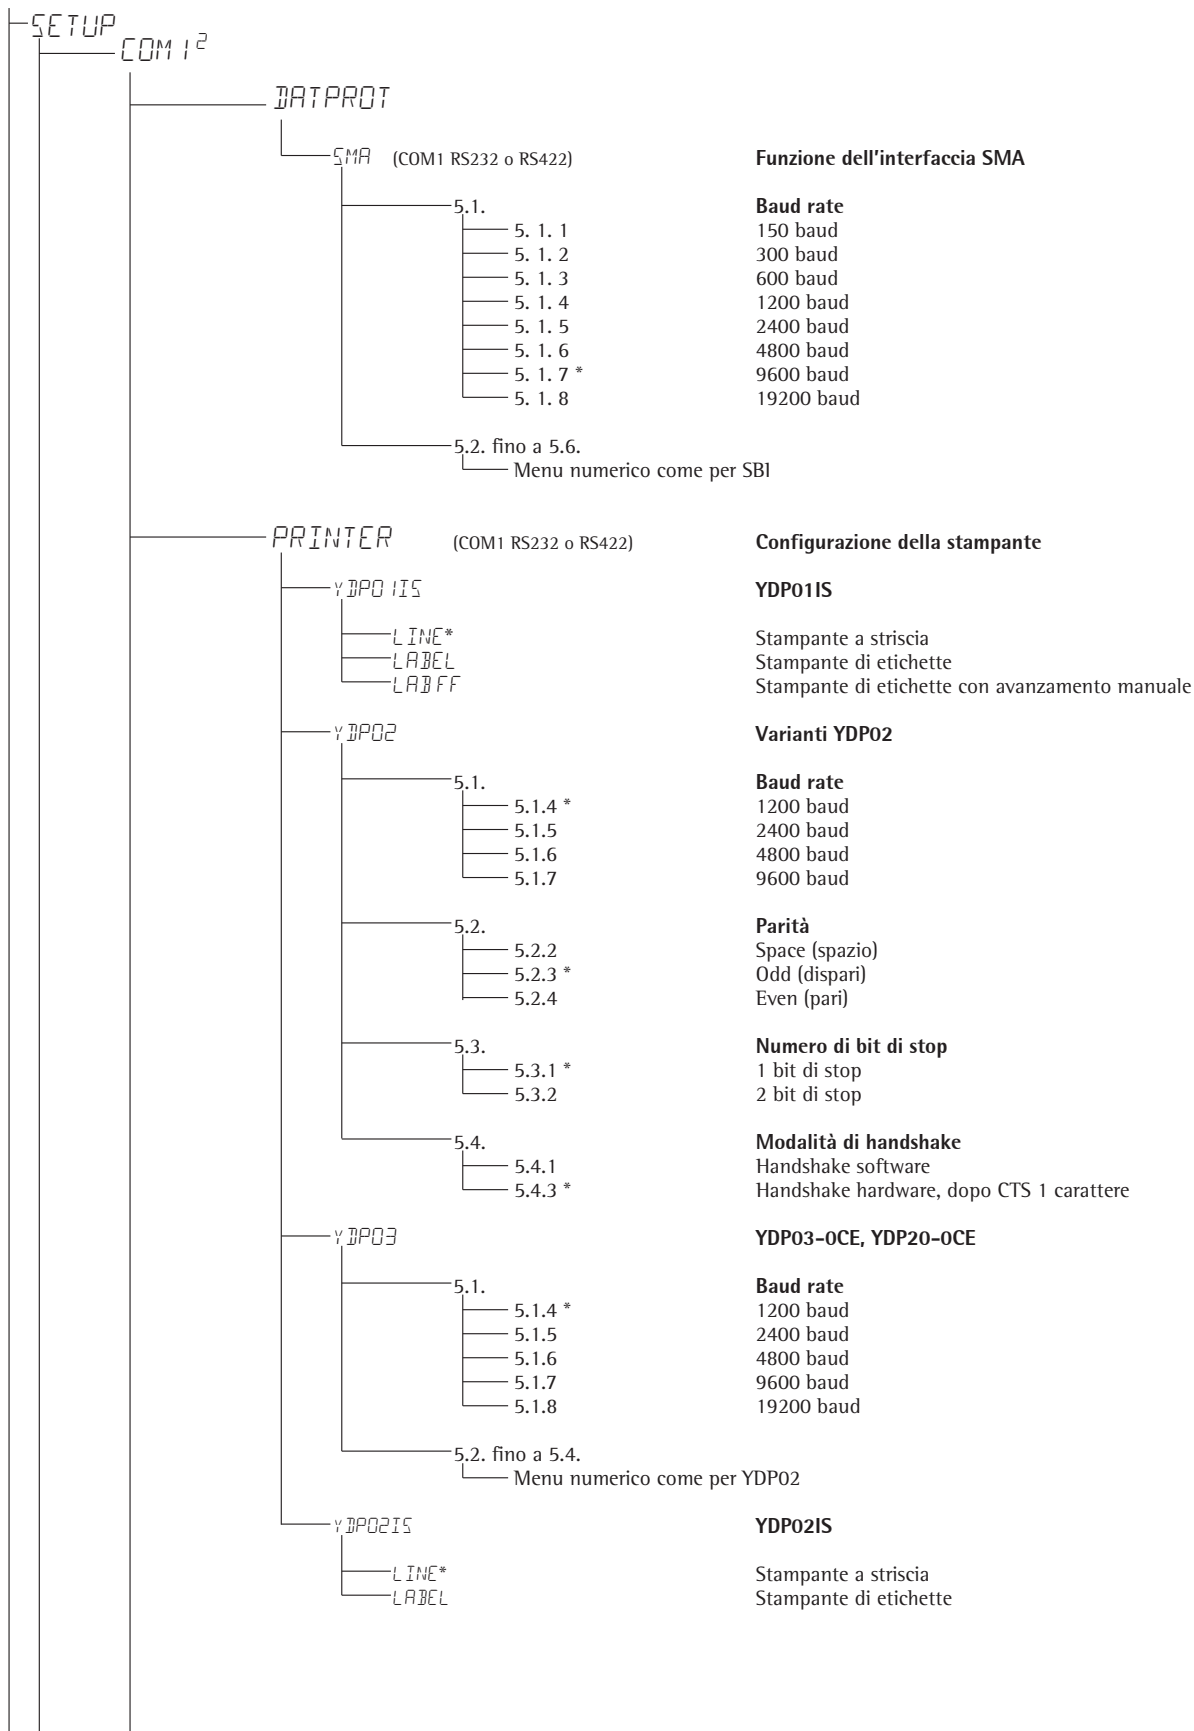 SETUP
COM1²
DATPROT
SMA (COM1 RS232 o RS422) Funzione dell'interfaccia SMA
5.1. Baud rate
5. 1. 1 150 baud
5. 1. 2 300 baud
5. 1. 3 600 baud
5. 1. 4 1200 baud
5. 1. 5 2400 baud
5. 1. 6 4800 baud
5. 1. 7 * 9600 baud
5. 1. 8 19200 baud
5.2. fino a 5.6.
Menu numerico come per SBI
PRINTER (COM1 RS232 o RS422) Configurazione della stampante
YDP01IS YDP01IS
LINE* Stampante a striscia
LABEL Stampante di etichette
LABFF Stampante di etichette con avanzamento manuale
YDP02 Varianti YDP02
5.1. Baud rate
5.1.4 * 1200 baud
5.1.5 2400 baud
5.1.6 4800 baud
5.1.7 9600 baud
5.2. Parità
5.2.2 Space (spazio)
5.2.3 * Odd (dispari)
5.2.4 Even (pari)
5.3. Numero di bit di stop
5.3.1 * 1 bit di stop
5.3.2 2 bit di stop
5.4. Modalità di handshake
5.4.1 Handshake software
5.4.3 * Handshake hardware, dopo CTS 1 carattere
YDP03 YDP03-0CE, YDP20-0CE
5.1. Baud rate
5.1.4 * 1200 baud
5.1.5 2400 baud
5.1.6 4800 baud
5.1.7 9600 baud
5.1.8 19200 baud
5.2. fino a 5.4.
Menu numerico come per YDP02
YDP02IS YDP02IS
LINE* Stampante a striscia
LABEL Stampante di etichette